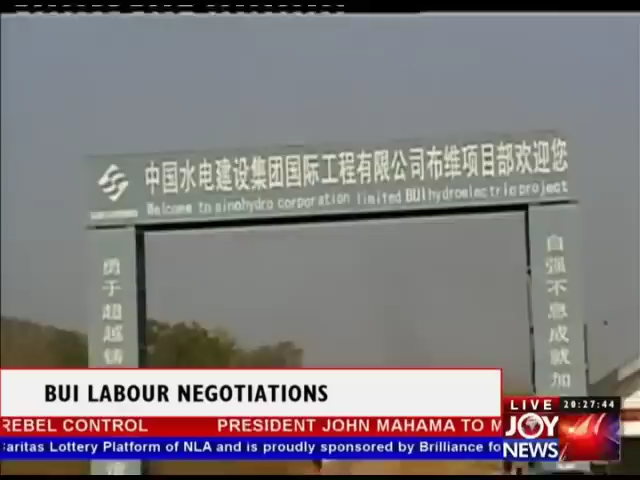 中国水电建设集团国际工程有限公司布维项目部欢迎您
Welcome to sinohydro corporation limited BUI hydroelectric project
勇于超越铸
自强不息成就加
BUI LABOUR NEGOTIATIONS
LIVE 20:27:44
REBEL CONTROL PRESIDENT JOHN MAHAMA TO M
JOY
NEWS
aritas Lottery Platform of NLA and is proudly sponsored by Brilliance fo